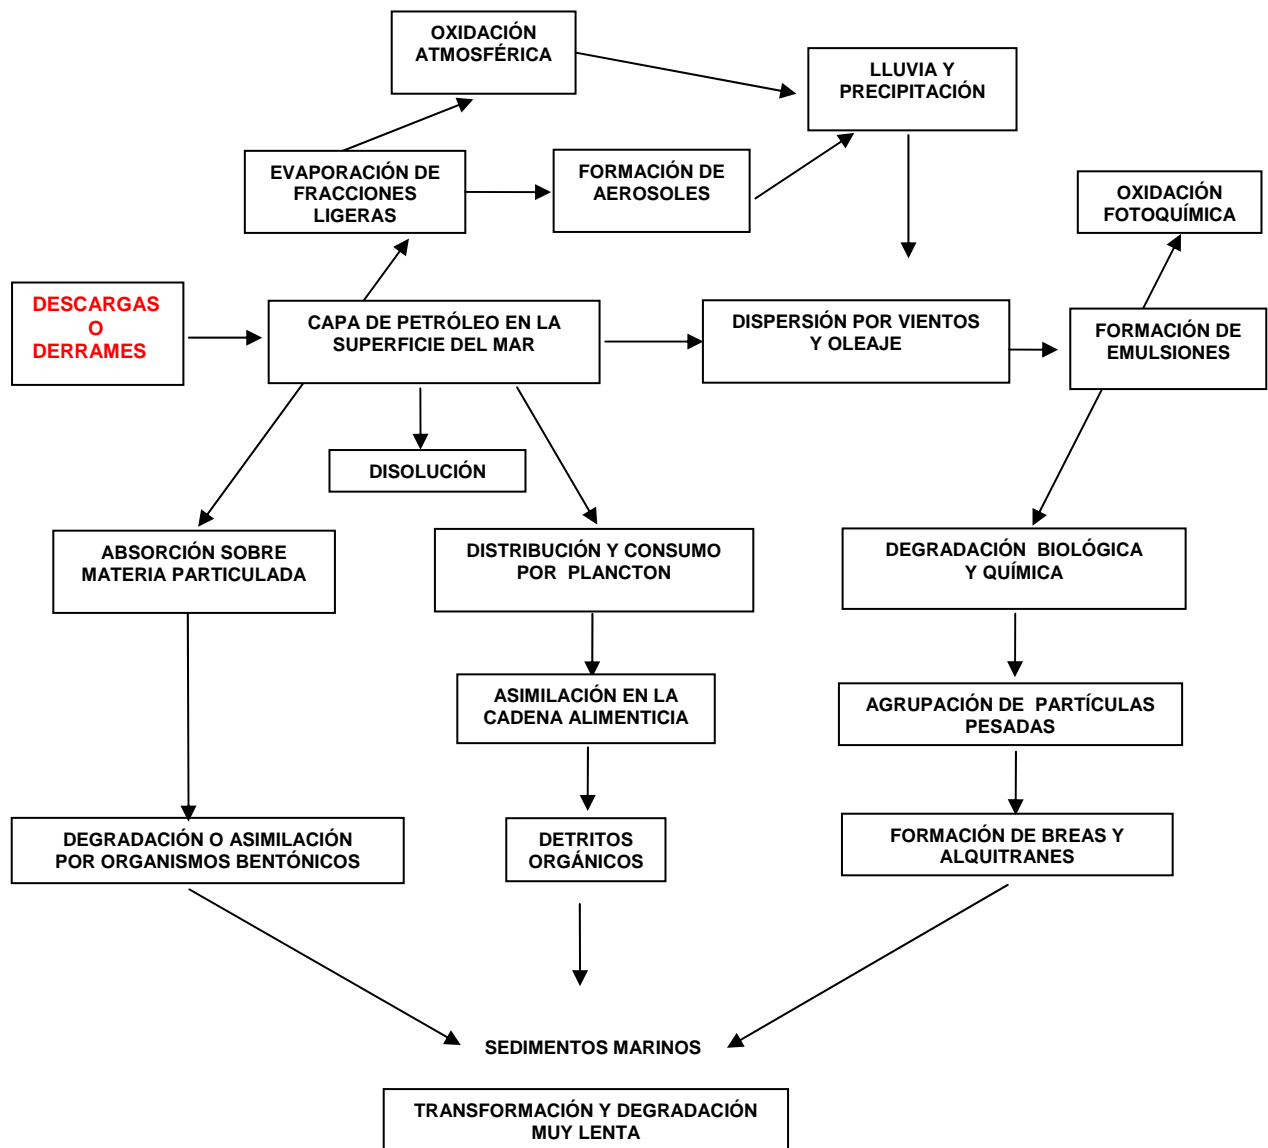 OXIDACIÓN
ATMOSFÉRICA
LLUVIA Y
PRECIPITACIÓN
EVAPORACIÓN DE
FRACCIONES
LIGERAS
FORMACIÓN DE
AEROSOLES
OXIDACIÓN
FOTOQUÍMICA
DESCARGAS
O
DERRAMES
CAPA DE PETRÓLEO EN LA
SUPERFICIE DEL MAR
DISPERSIÓN POR VIENTOS
Y OLEAJE
FORMACIÓN DE
EMULSIONES
DISOLUCIÓN
ABSORCIÓN SOBRE
MATERIA PARTICULADA
DISTRIBUCIÓN Y CONSUMO
POR PLANCTON
DEGRADACIÓN BIOLÓGICA
Y QUÍMICA
ASIMILACIÓN EN LA
CADENA ALIMENTICIA
AGRUPACIÓN DE PARTÍCULAS
PESADAS
DEGRADACIÓN O ASIMILACIÓN
POR ORGANISMOS BENTÓNICOS
DETRITOS
ORGÁNICOS
FORMACIÓN DE BREAS Y
ALQUITRANES
SEDIMENTOS MARINOS
TRANSFORMACIÓN Y DEGRADACIÓN
MUY LENTA